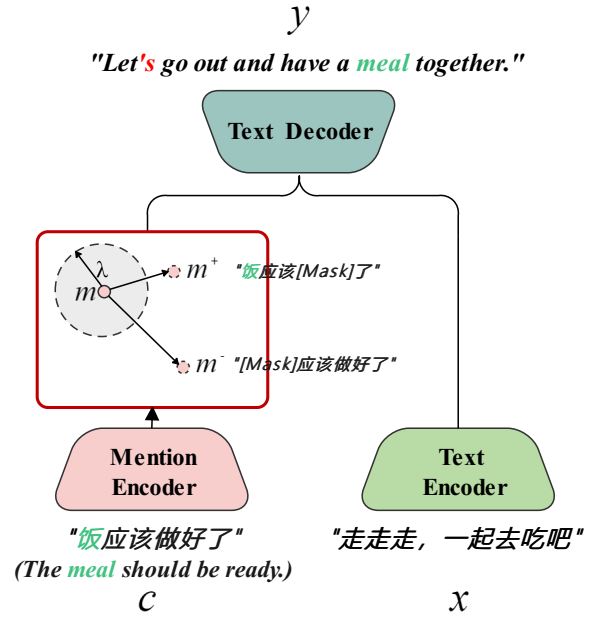 y
"Let's go out and have a meal together."
Text Decoder
λ
m
m⁺ "饭应该[Mask]了"
m⁻ "[Mask]应该做好了"
Mention
Encoder
Text
Encoder
"饭应该做好了"
(The meal should be ready.)
c
"走走走，一起去吃吧"
x